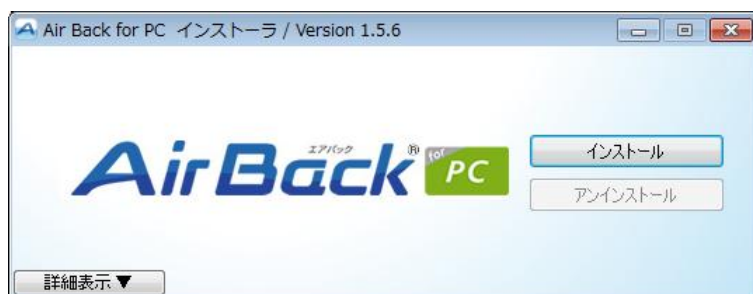 Air Back for PC インストーラ / Version 1.5.6
エアバック
AirBack® for PC
インストール
アンインストール
詳細表示▼